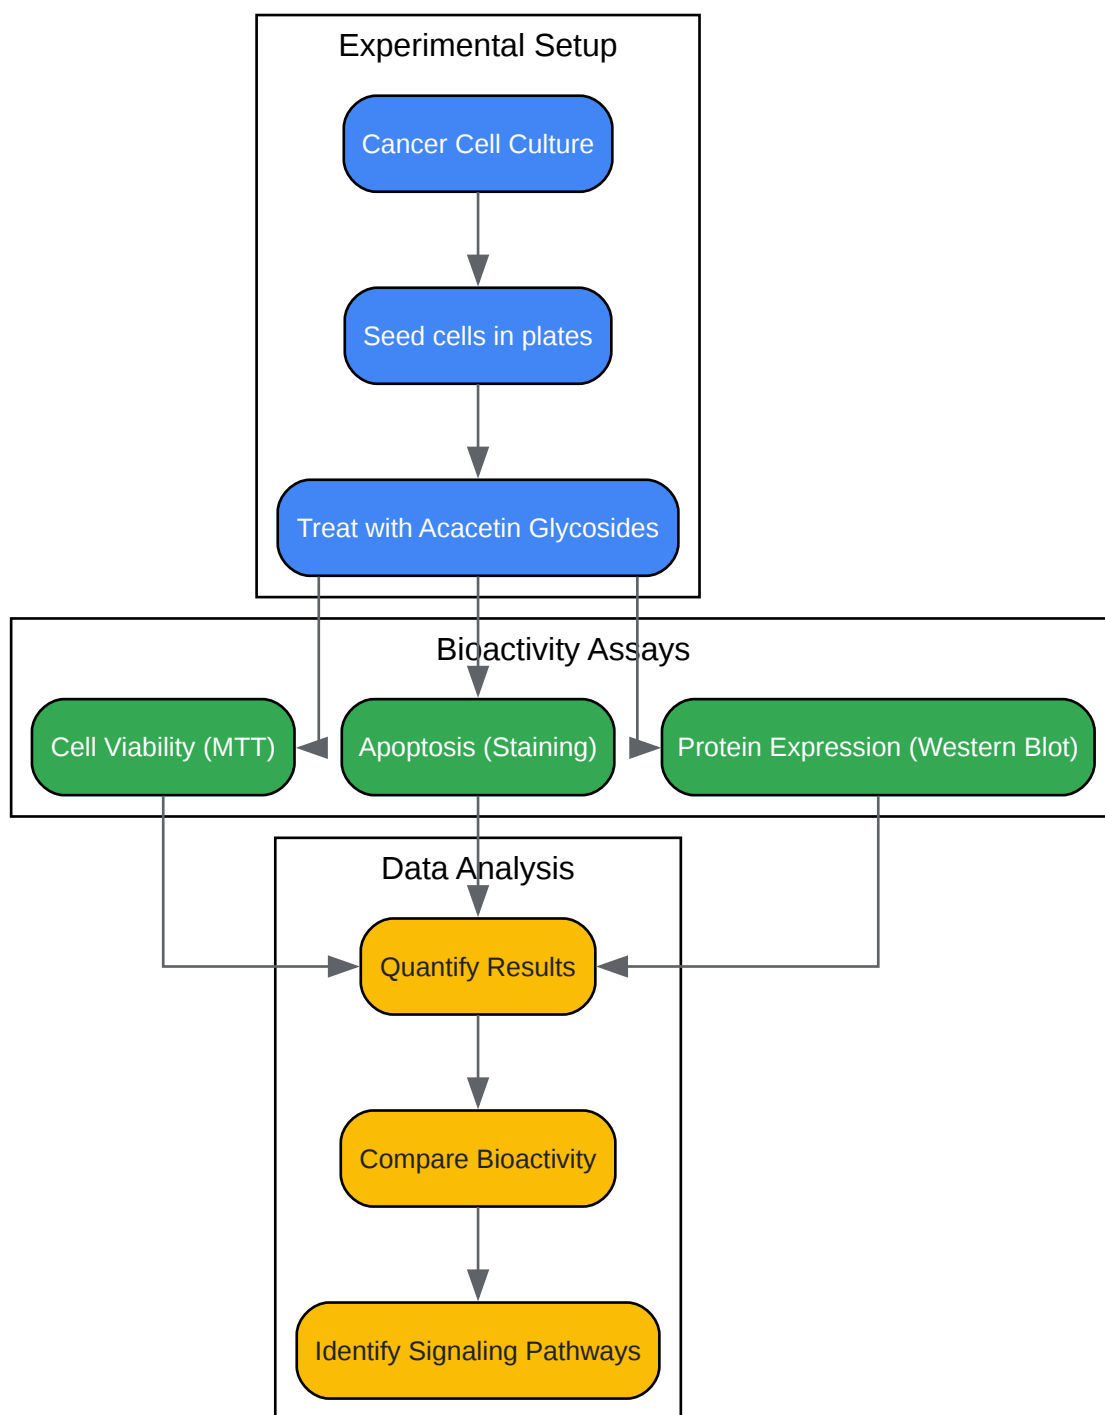 Experimental Setup
Cancer Cell Culture
Seed cells in plates
Treat with Acacetin Glycosides
Bioactivity Assays
Cell Viability (MTT)
Apoptosis (Staining)
Protein Expression (Western Blot)
Data Analysis
Quantify Results
Compare Bioactivity
Identify Signaling Pathways